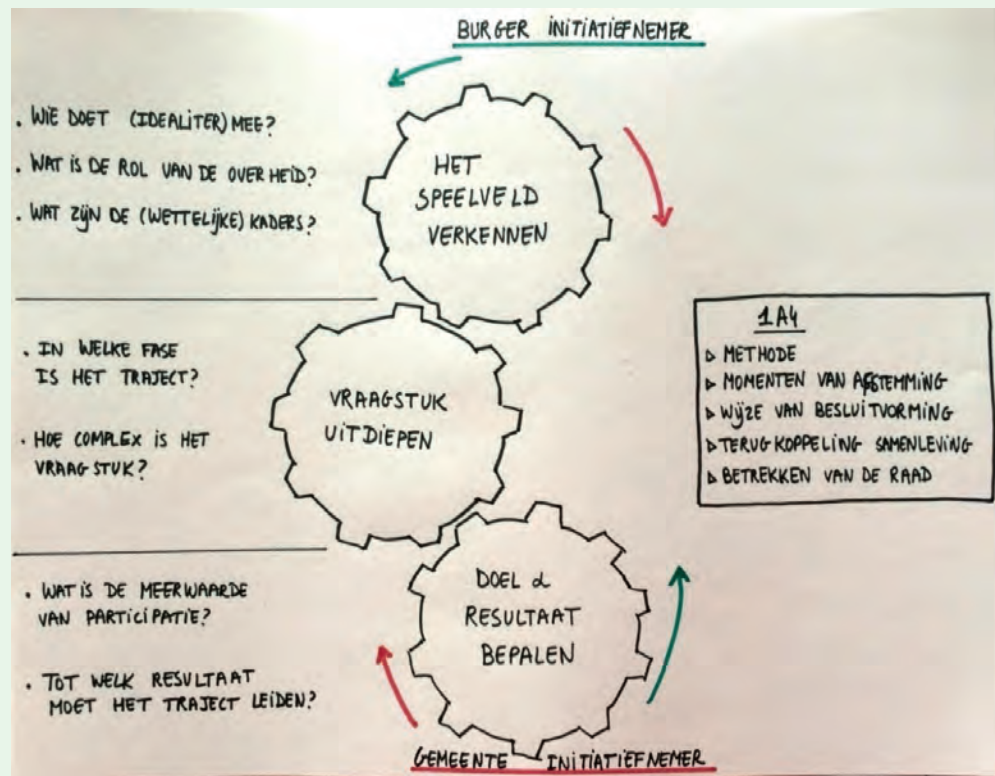 BURGER INITIATIEFNEMER
. WIE DOET (IDEALITER) MEE?
. WAT IS DE ROL VAN DE OVERHEID?
. WAT ZIJN DE (WETTELIJKE) KADERS?
HET
SPEELVELD
VERKENNEN
. IN WELKE FASE
IS HET TRAJECT?
. HOE COMPLEX IS HET
VRAAGSTUK?
VRAAGSTUK
UITDIEPEN
1A4
▷ METHODE
▷ MOMENTEN VAN AFSTEMMING
▷ WIJZE VAN BESLUITVORMING
▷ TERUGKOPPELING SAMENLEVING
▷ BETREKKEN VAN DE RAAD
. WAT IS DE MEERWAARDE
VAN PARTICIPATIE?
. TOT WELK RESULTAAT
MOET HET TRAJECT LEIDEN?
DOEL &
RESULTAAT
BEPALEN
GEMEENTE INITIATIEFNEMER